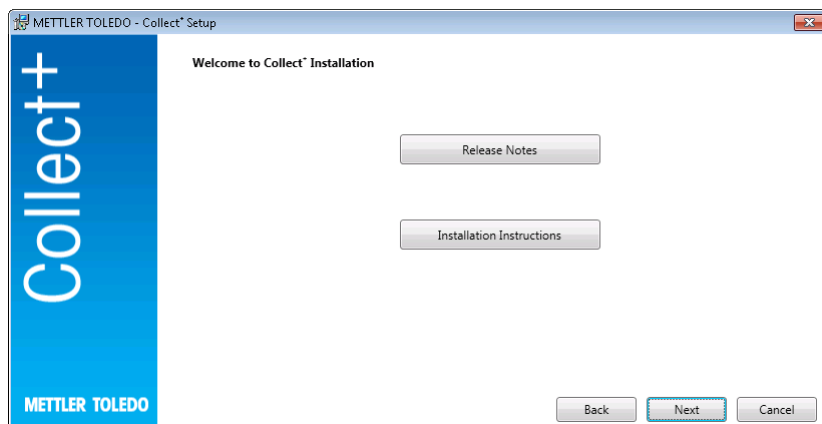 METTLER TOLEDO - Collect⁺ Setup
Collect+
Welcome to Collect⁺ Installation
Release Notes
Installation Instructions
METTLER TOLEDO
Back
Next
Cancel